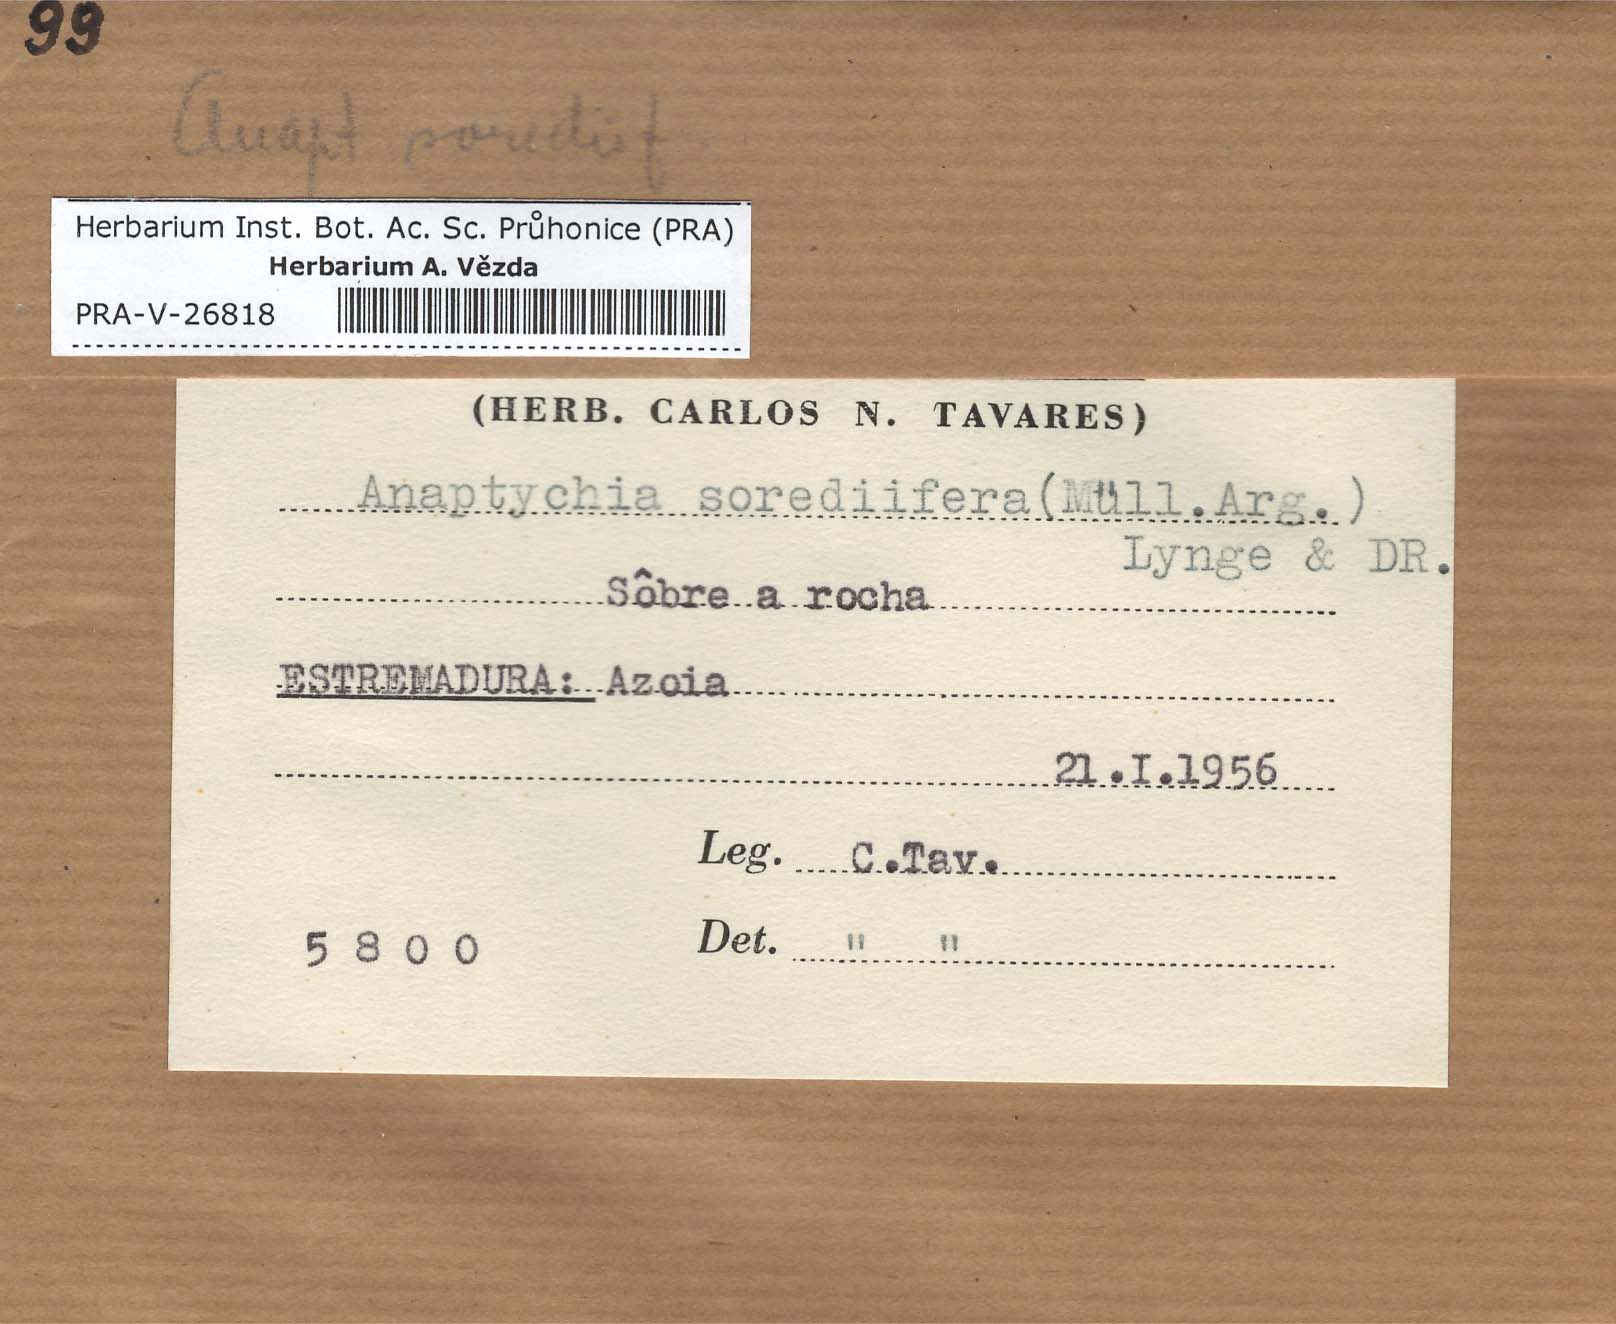 99
Anapt soredief.
Herbarium Inst. Bot. Ac. Sc. Průhonice (PRA)
Herbarium A. Vězda
PRA-V-26818
(HERB. CARLOS N. TAVARES)
Anaptychia sorediifera(Müll.Arg.)
Lynge & DR.
Sôbre a rocha
ESTREMADURA: Azoia
21.I.1956
Leg. C.Tav.
5800 Det. " "